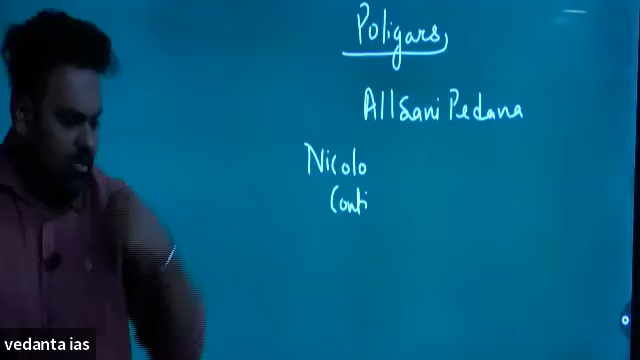 Poligars,
Allsani Pedana
Nicolo
Conti
vedanta ias